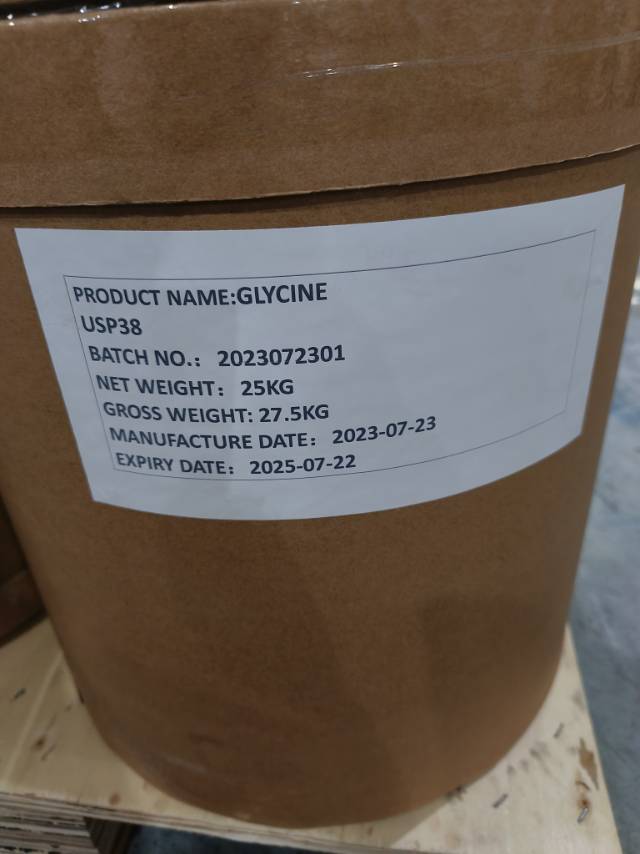 PRODUCT NAME:GLYCINE
USP38
BATCH NO.： 2023072301
NET WEIGHT： 25KG
GROSS WEIGHT: 27.5KG
MANUFACTURE DATE： 2023-07-23
EXPIRY DATE： 2025-07-22